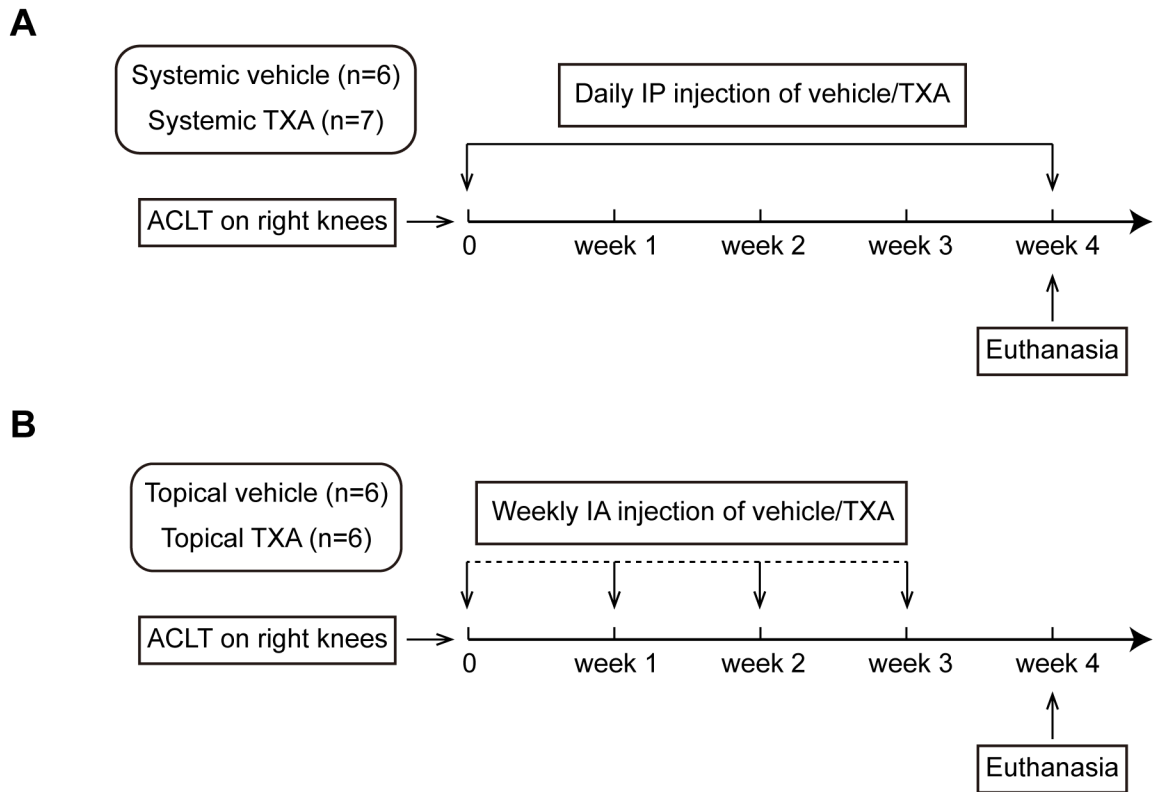 A
Systemic vehicle (n=6)
Systemic TXA (n=7)
Daily IP injection of vehicle/TXA
ACLT on right knees
0 week 1 week 2 week 3 week 4
Euthanasia
B
Topical vehicle (n=6)
Topical TXA (n=6)
Weekly IA injection of vehicle/TXA
ACLT on right knees
0 week 1 week 2 week 3 week 4
Euthanasia